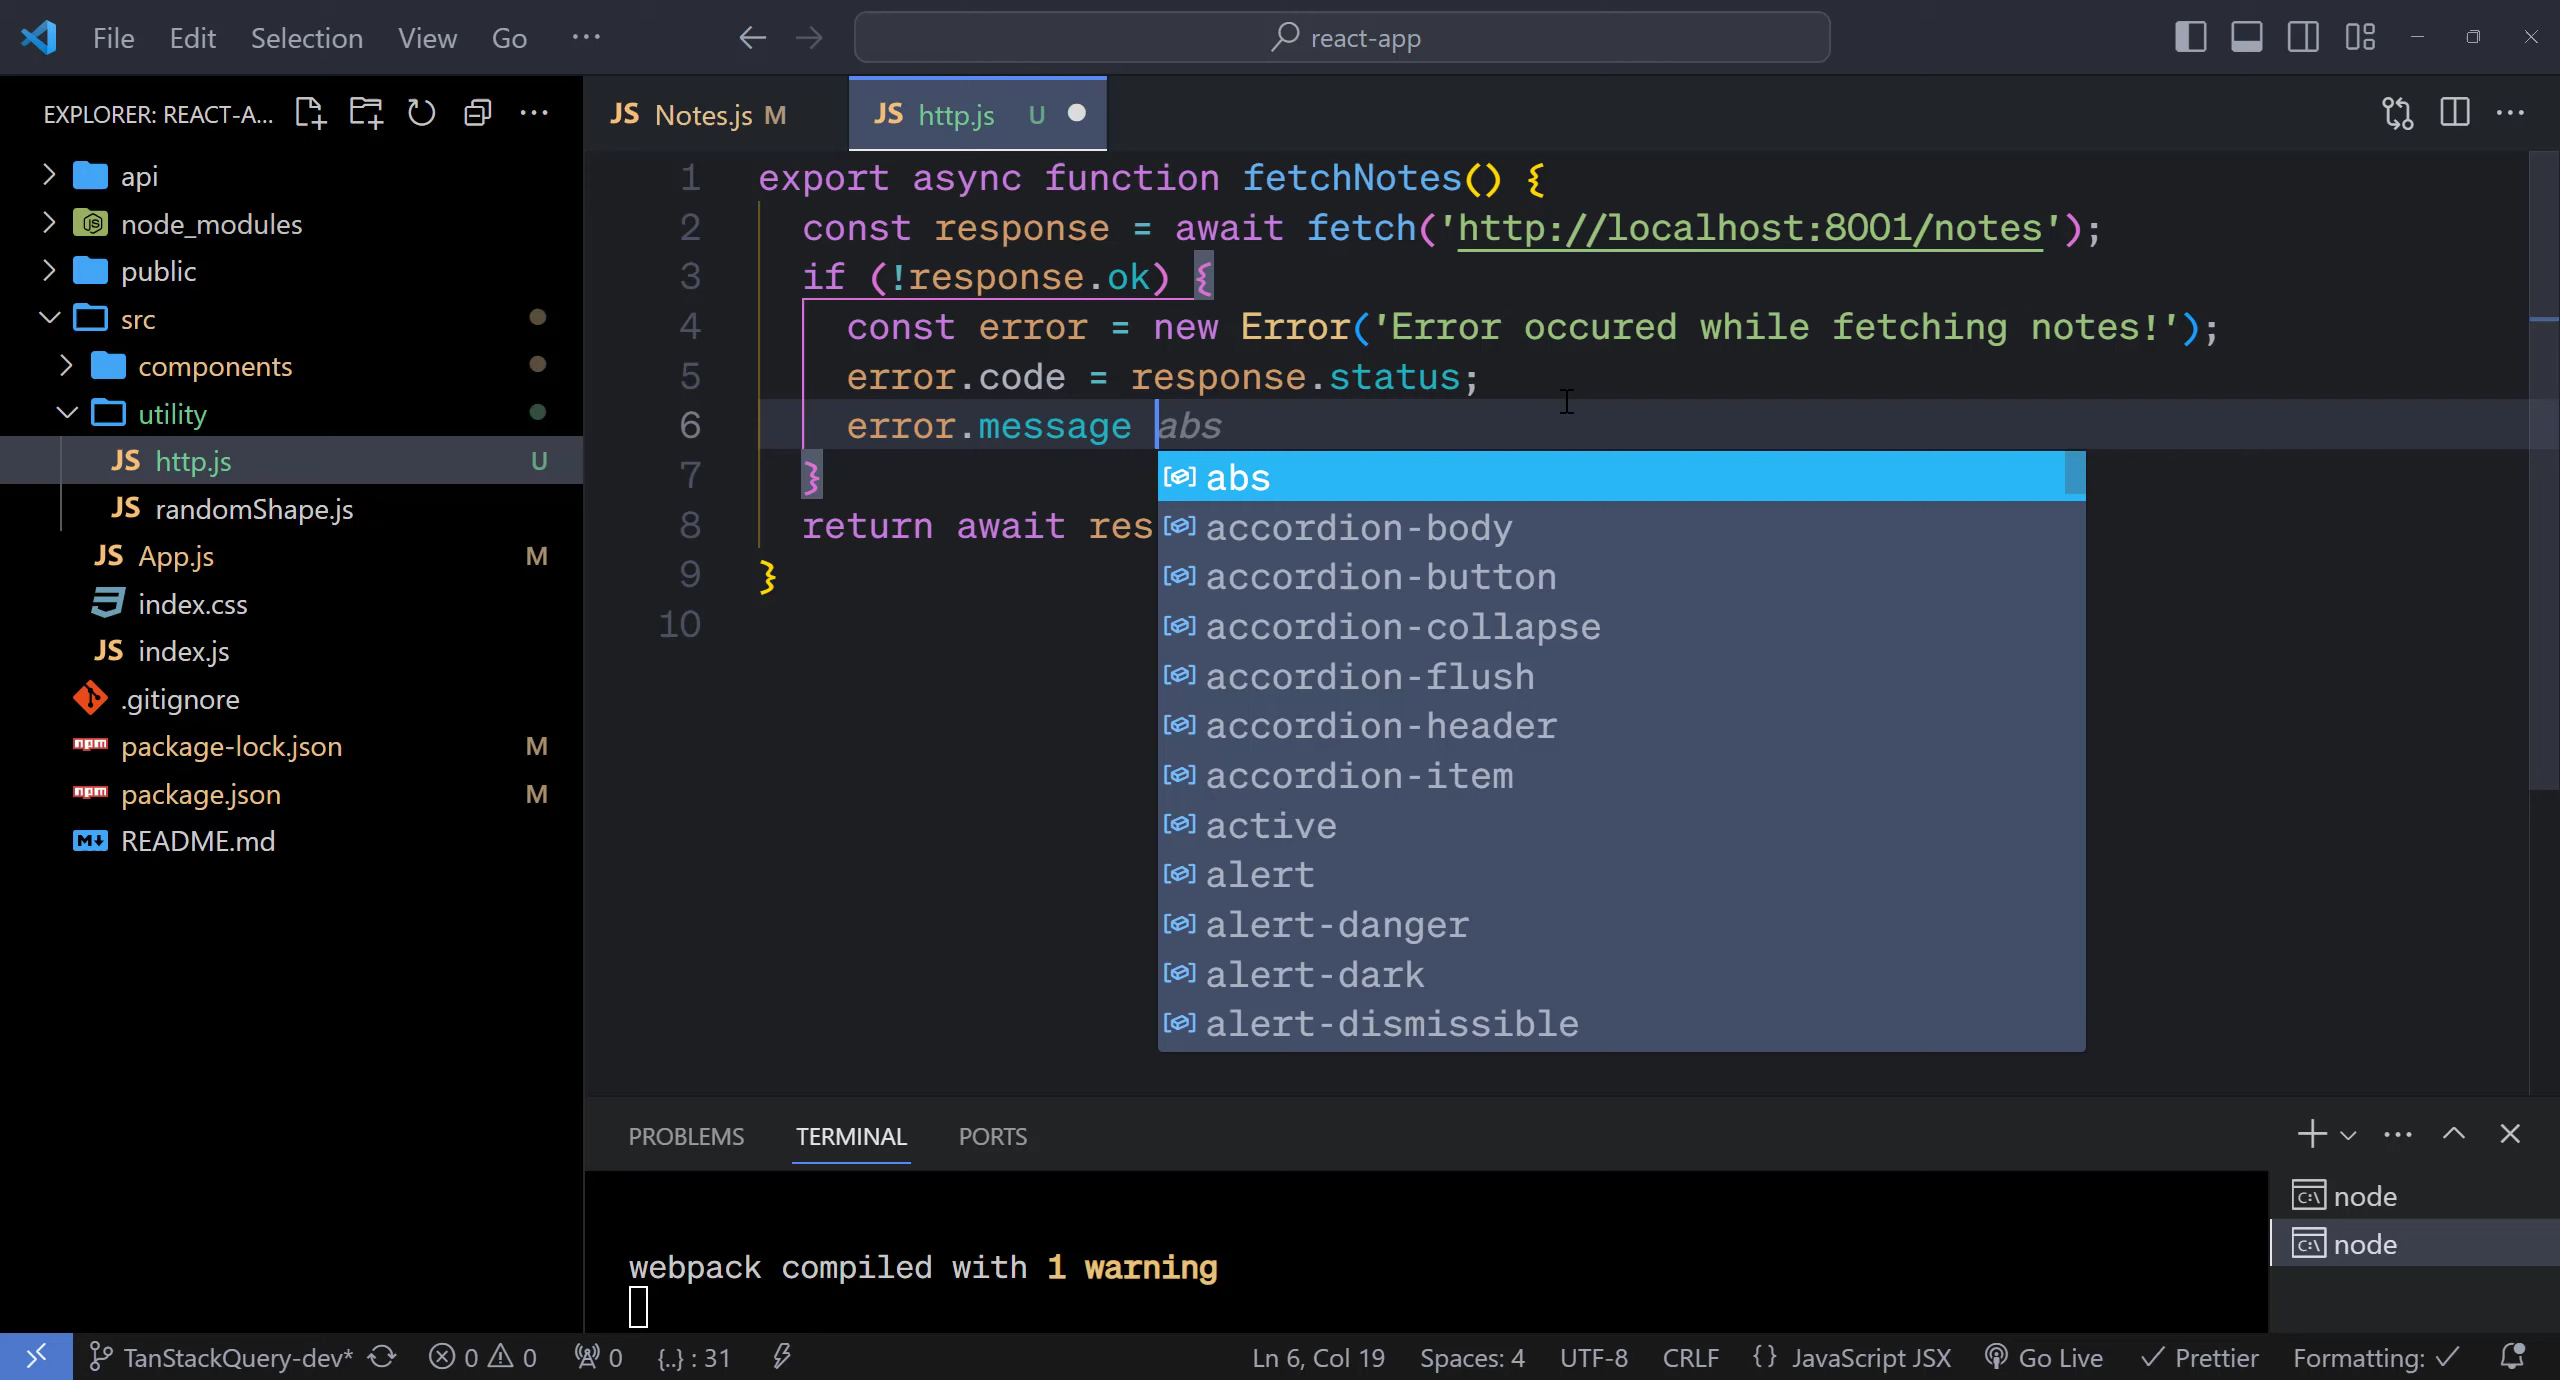 File Edit Selection View Go ···
react-app
EXPLORER: REACT-A...
api
node_modules
public
src
components
utility
JS http.js U
JS randomShape.js
JS App.js M
index.css
JS index.js
.gitignore
npm package-lock.json M
npm package.json M
README.md
JS Notes.js M
JS http.js U
1 export async function fetchNotes() {
2 const response = await fetch('http://localhost:8001/notes');
3 if (!response.ok) {
4 const error = new Error('Error occured while fetching notes!');
5 error.code = response.status;
6 error.message abs
7 }
8 return await res
9 }
10
abs
accordion-body
accordion-button
accordion-collapse
accordion-flush
accordion-header
accordion-item
active
alert
alert-danger
alert-dark
alert-dismissible
PROBLEMS TERMINAL PORTS
webpack compiled with 1 warning
node
node
TanStackQuery-dev* 0 0 0 {..} : 31
Ln 6, Col 19 Spaces: 4 UTF-8 CRLF {} JavaScript JSX Go Live Prettier Formatting: ✓